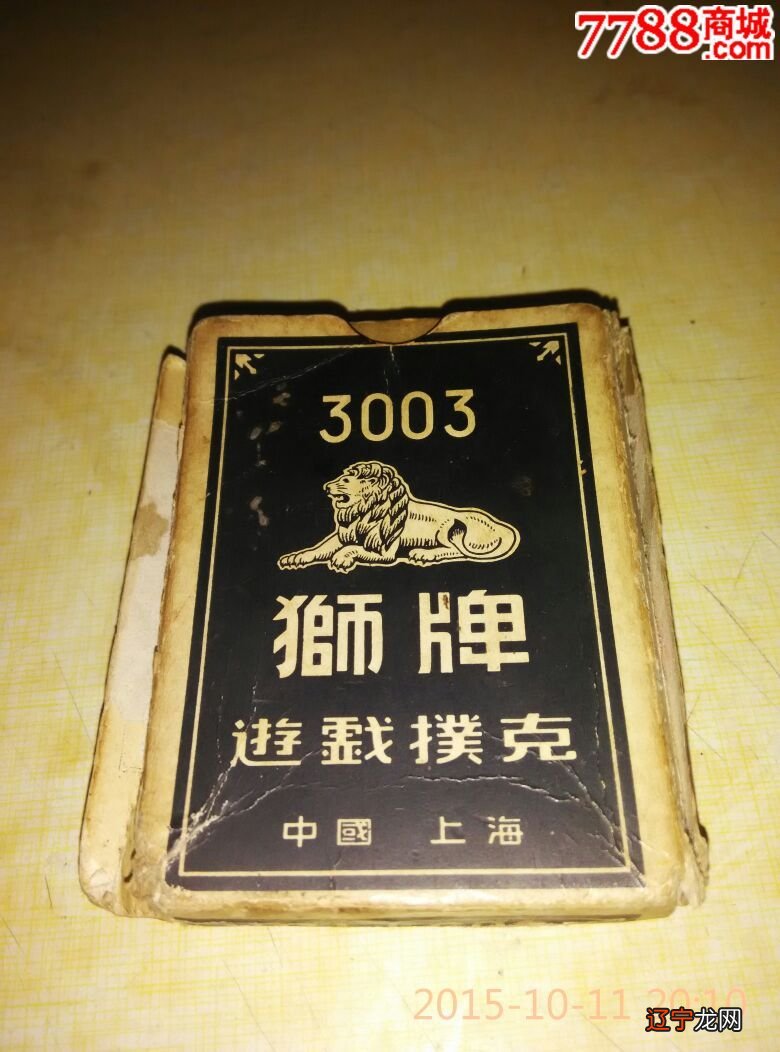 7788商城
.com
3003
獅牌
遊戲撲克
中國 上海
2015-10-11 20:10
辽宁龙网